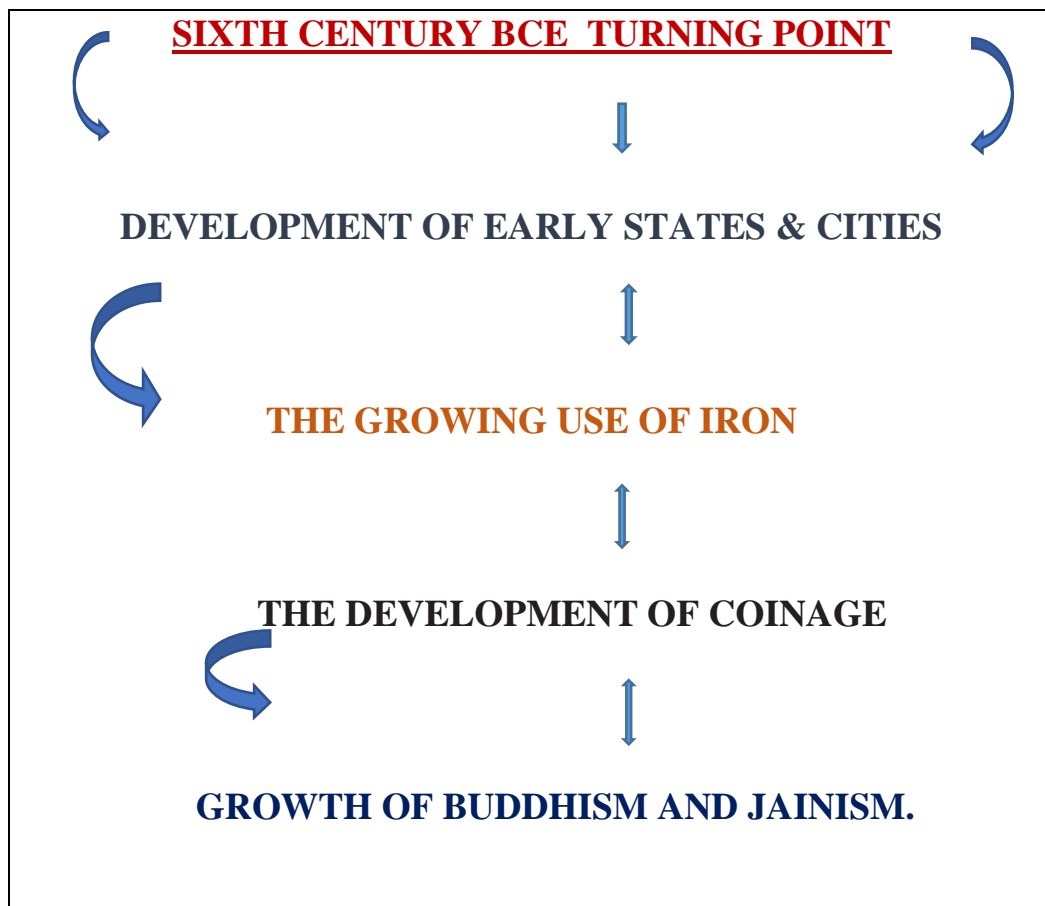 SIXTH CENTURY BCE TURNING POINT
DEVELOPMENT OF EARLY STATES & CITIES
THE GROWING USE OF IRON
THE DEVELOPMENT OF COINAGE
GROWTH OF BUDDHISM AND JAINISM.